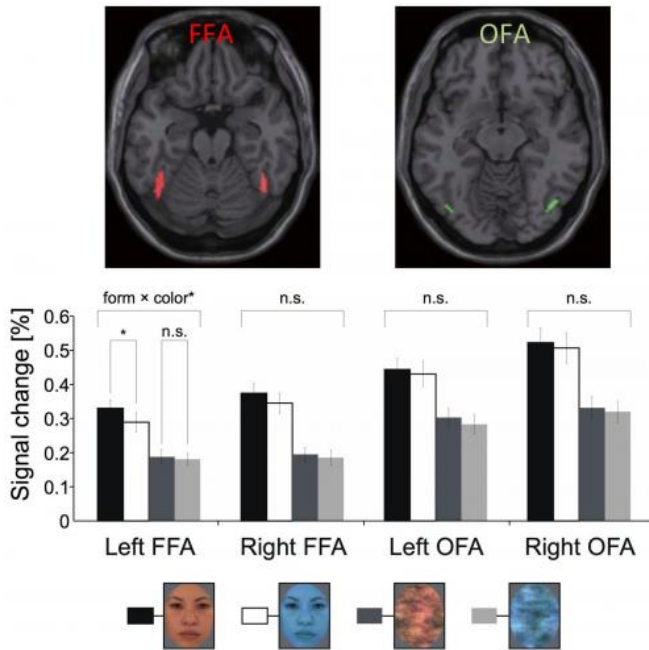 FFA
OFA
form × color*
n.s.
n.s.
n.s.
*
n.s.
Signal change [%]
0.6
0.5
0.4
0.3
0.2
0.1
0
Left FFA
Right FFA
Left OFA
Right OFA